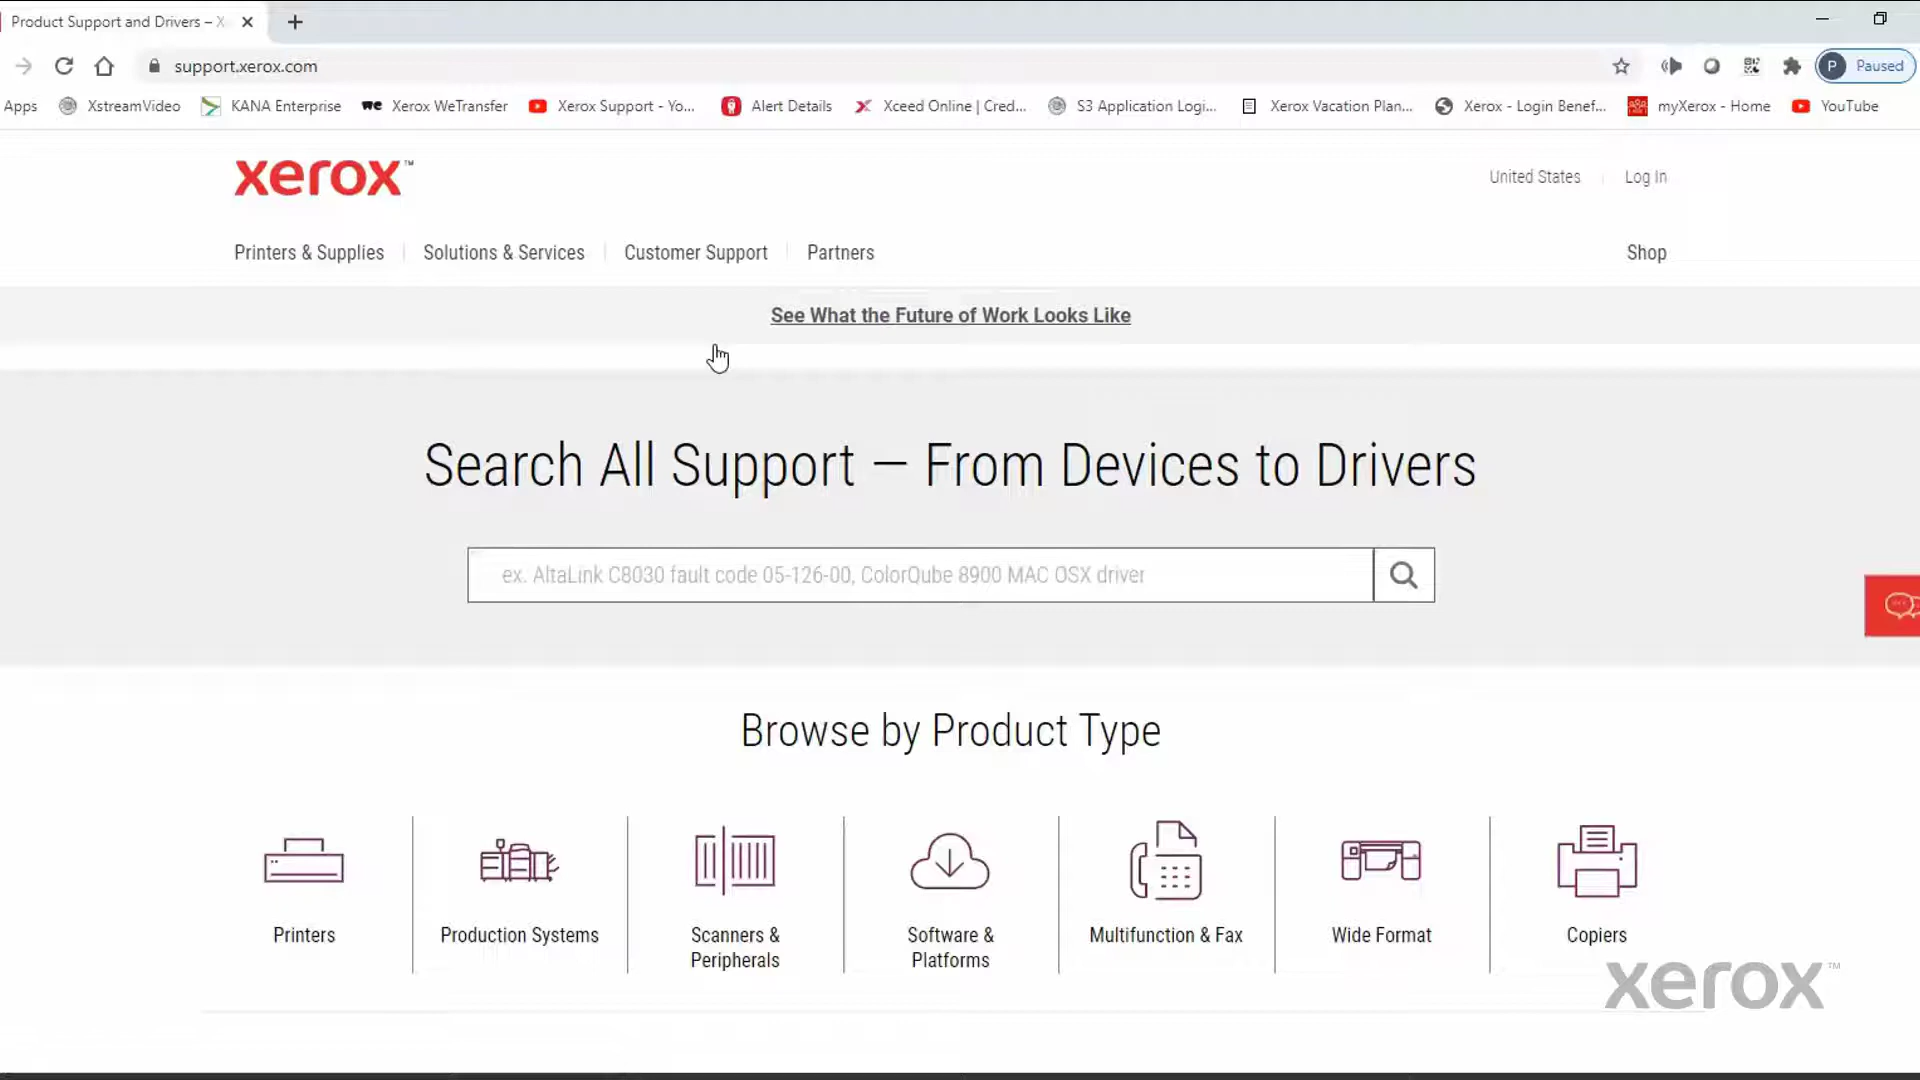 Product Support and Drivers – X
support.xerox.com
P Paused
Apps XstreamVideo KANA Enterprise we Xerox WeTransfer Xerox Support - Yo... Alert Details Xceed Online | Cred... S3 Application Logi... Xerox Vacation Plan... Xerox - Login Benef... myXerox - Home YouTube
xerox™
United States Log In
Printers & Supplies Solutions & Services Customer Support Partners Shop
See What the Future of Work Looks Like
Search All Support — From Devices to Drivers
ex. AltaLink C8030 fault code 05-126-00, ColorQube 8900 MAC OSX driver
Browse by Product Type
Printers
Production Systems
Scanners &
Peripherals
Software &
Platforms
Multifunction & Fax
Wide Format
Copiers
xerox™